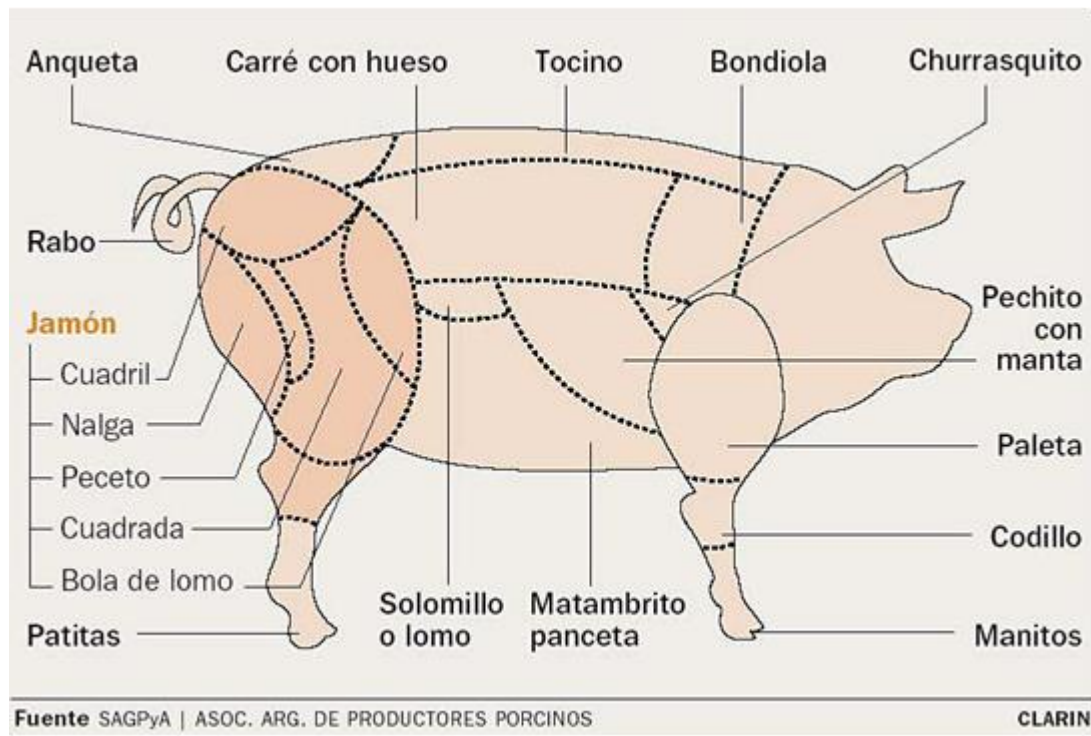 Anqueta
Carré con hueso
Tocino
Bondiola
Churrasquito
Rabo
Jamón
Cuadril
Nalga
Peceto
Cuadrada
Bola de lomo
Patitas
Solomillo
o lomo
Matambrito
panceta
Pechito
con
manta
Paleta
Codillo
Manitos
Fuente SAGPyA | ASOC. ARG. DE PRODUCTORES PORCINOS
CLARIN